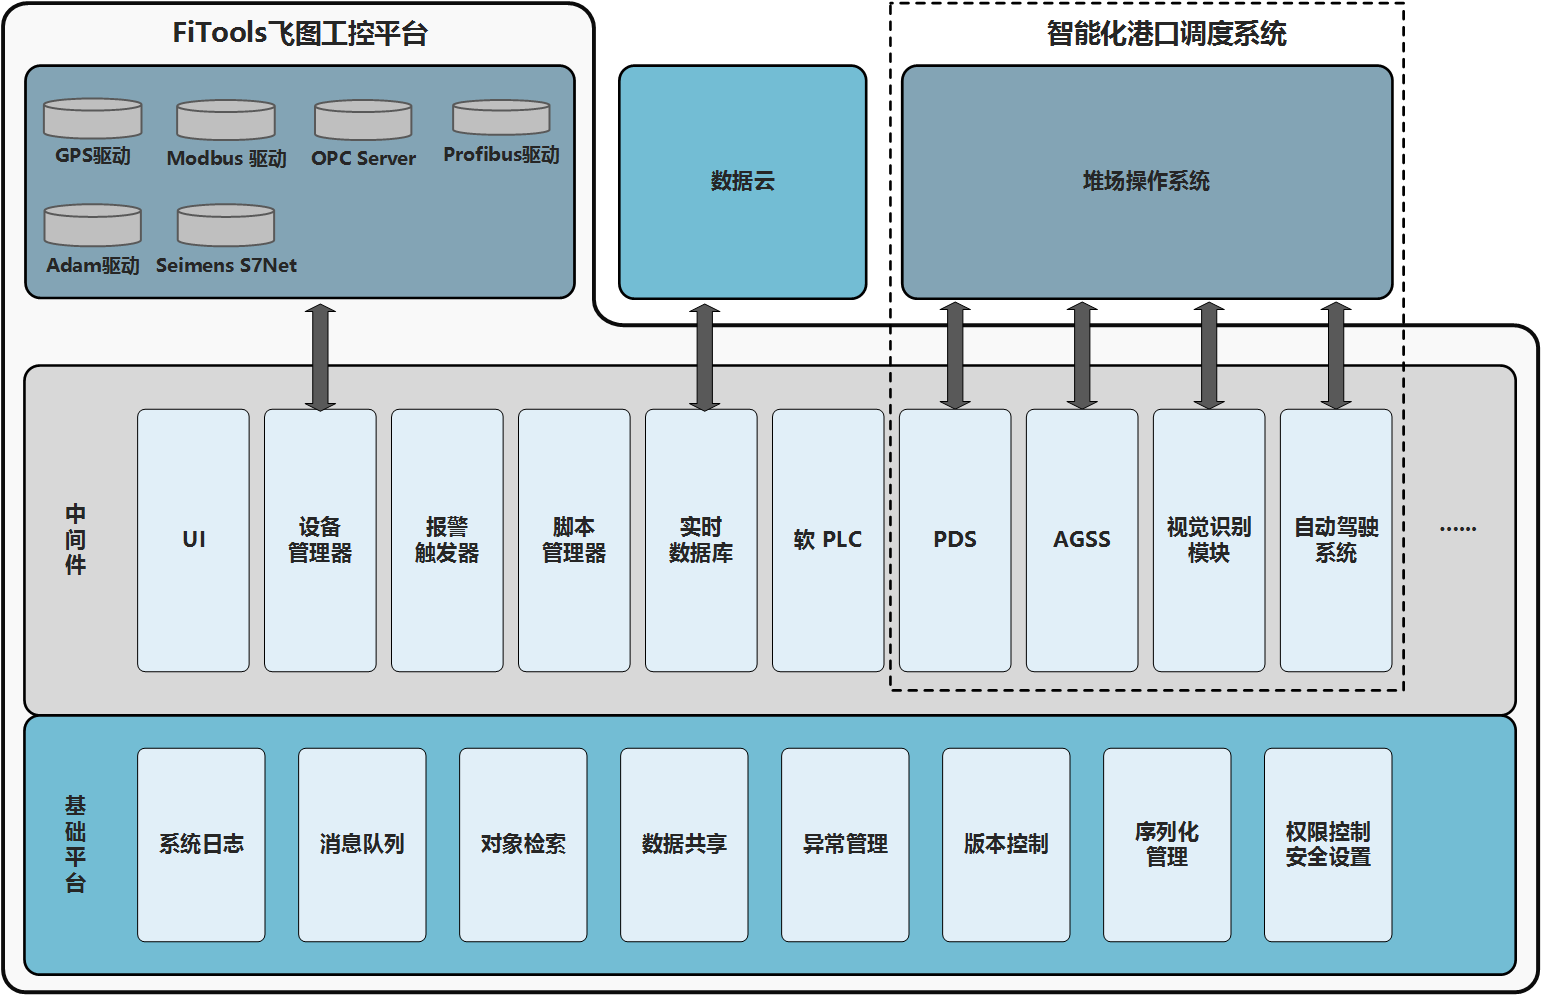 FiTools飞图工控平台
智能化港口调度系统
GPS驱动
Modbus 驱动
OPC Server
Profibus驱动
Adam驱动
Seimens S7Net
数据云
堆场操作系统
中
间
件
UI
设备
管理器
报警
触发器
脚本
管理器
实时
数据库
软 PLC
PDS
AGSS
视觉识别
模块
自动驾驶
系统
······
基
础
平
台
系统日志
消息队列
对象检索
数据共享
异常管理
版本控制
序列化
管理
权限控制
安全设置